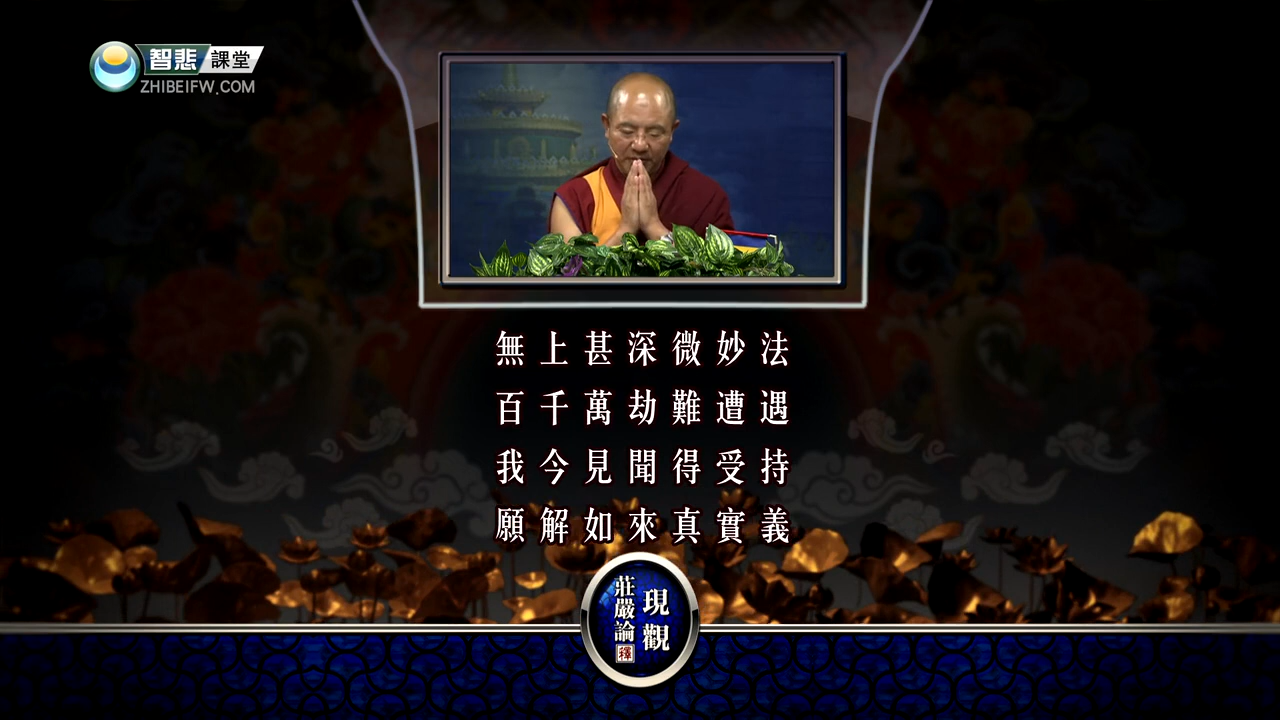 智悲課堂
ZHIBEIFW.COM
無上甚深微妙法
百千萬劫難遭遇
我今見聞得受持
願解如來真實義
現觀
莊嚴論釋